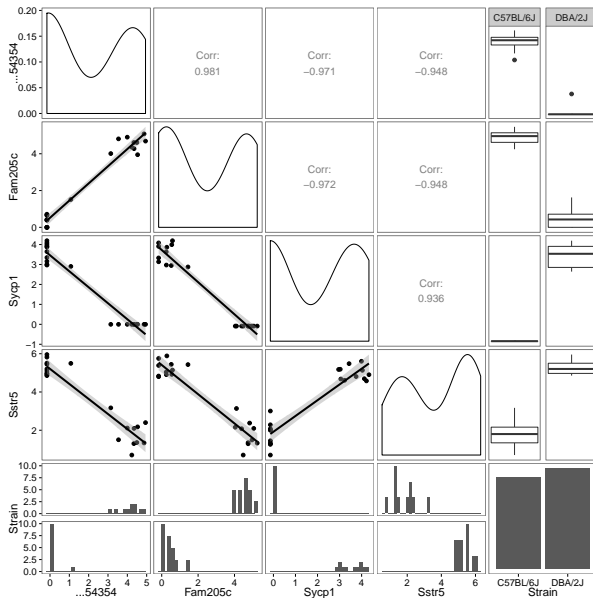 C57BL/6J DBA/2J
0.20
0.15
0.10
0.05
0.00
...54354
Corr:
0.981
Corr:
−0.971
Corr:
−0.948
4
2
0
Fam205c
Corr:
−0.972
Corr:
−0.948
4
3
2
1
0
−1
Sycp1
Corr:
0.936
6
4
2
Sstr5
10.0
7.5
5.0
2.5
0.0
10.0
7.5
5.0
2.5
0.0
Strain
0 1 2 3 4 5
0 2 4
0 1 2 3 4
2 4 6
C57BL/6J DBA/2J
...54354 Fam205c Sycp1 Sstr5 Strain